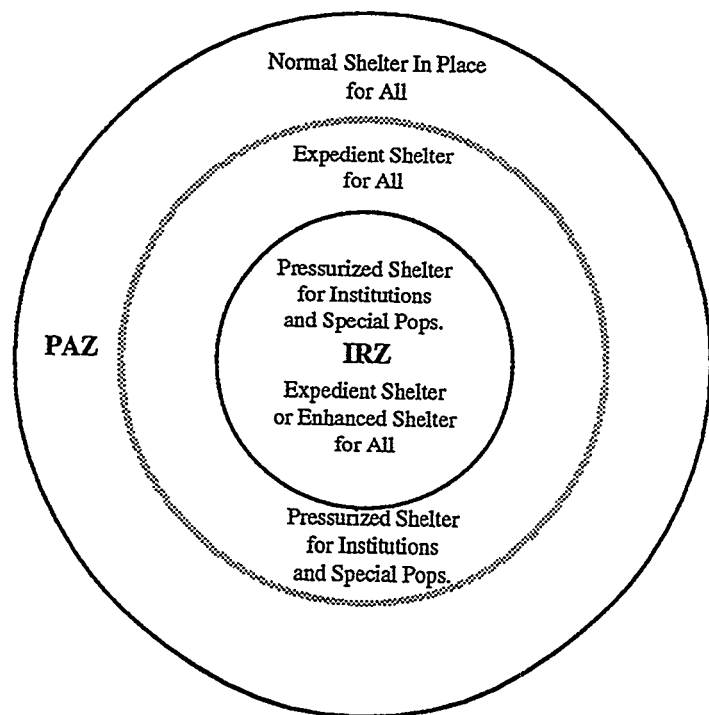 Normal Shelter In Place
for All
Expedient Shelter
for All
Pressurized Shelter
for Institutions
and Special Pops.
PAZ
IRZ
Expedient Shelter
or Enhanced Shelter
for All
Pressurized Shelter
for Institutions
and Special Pops.